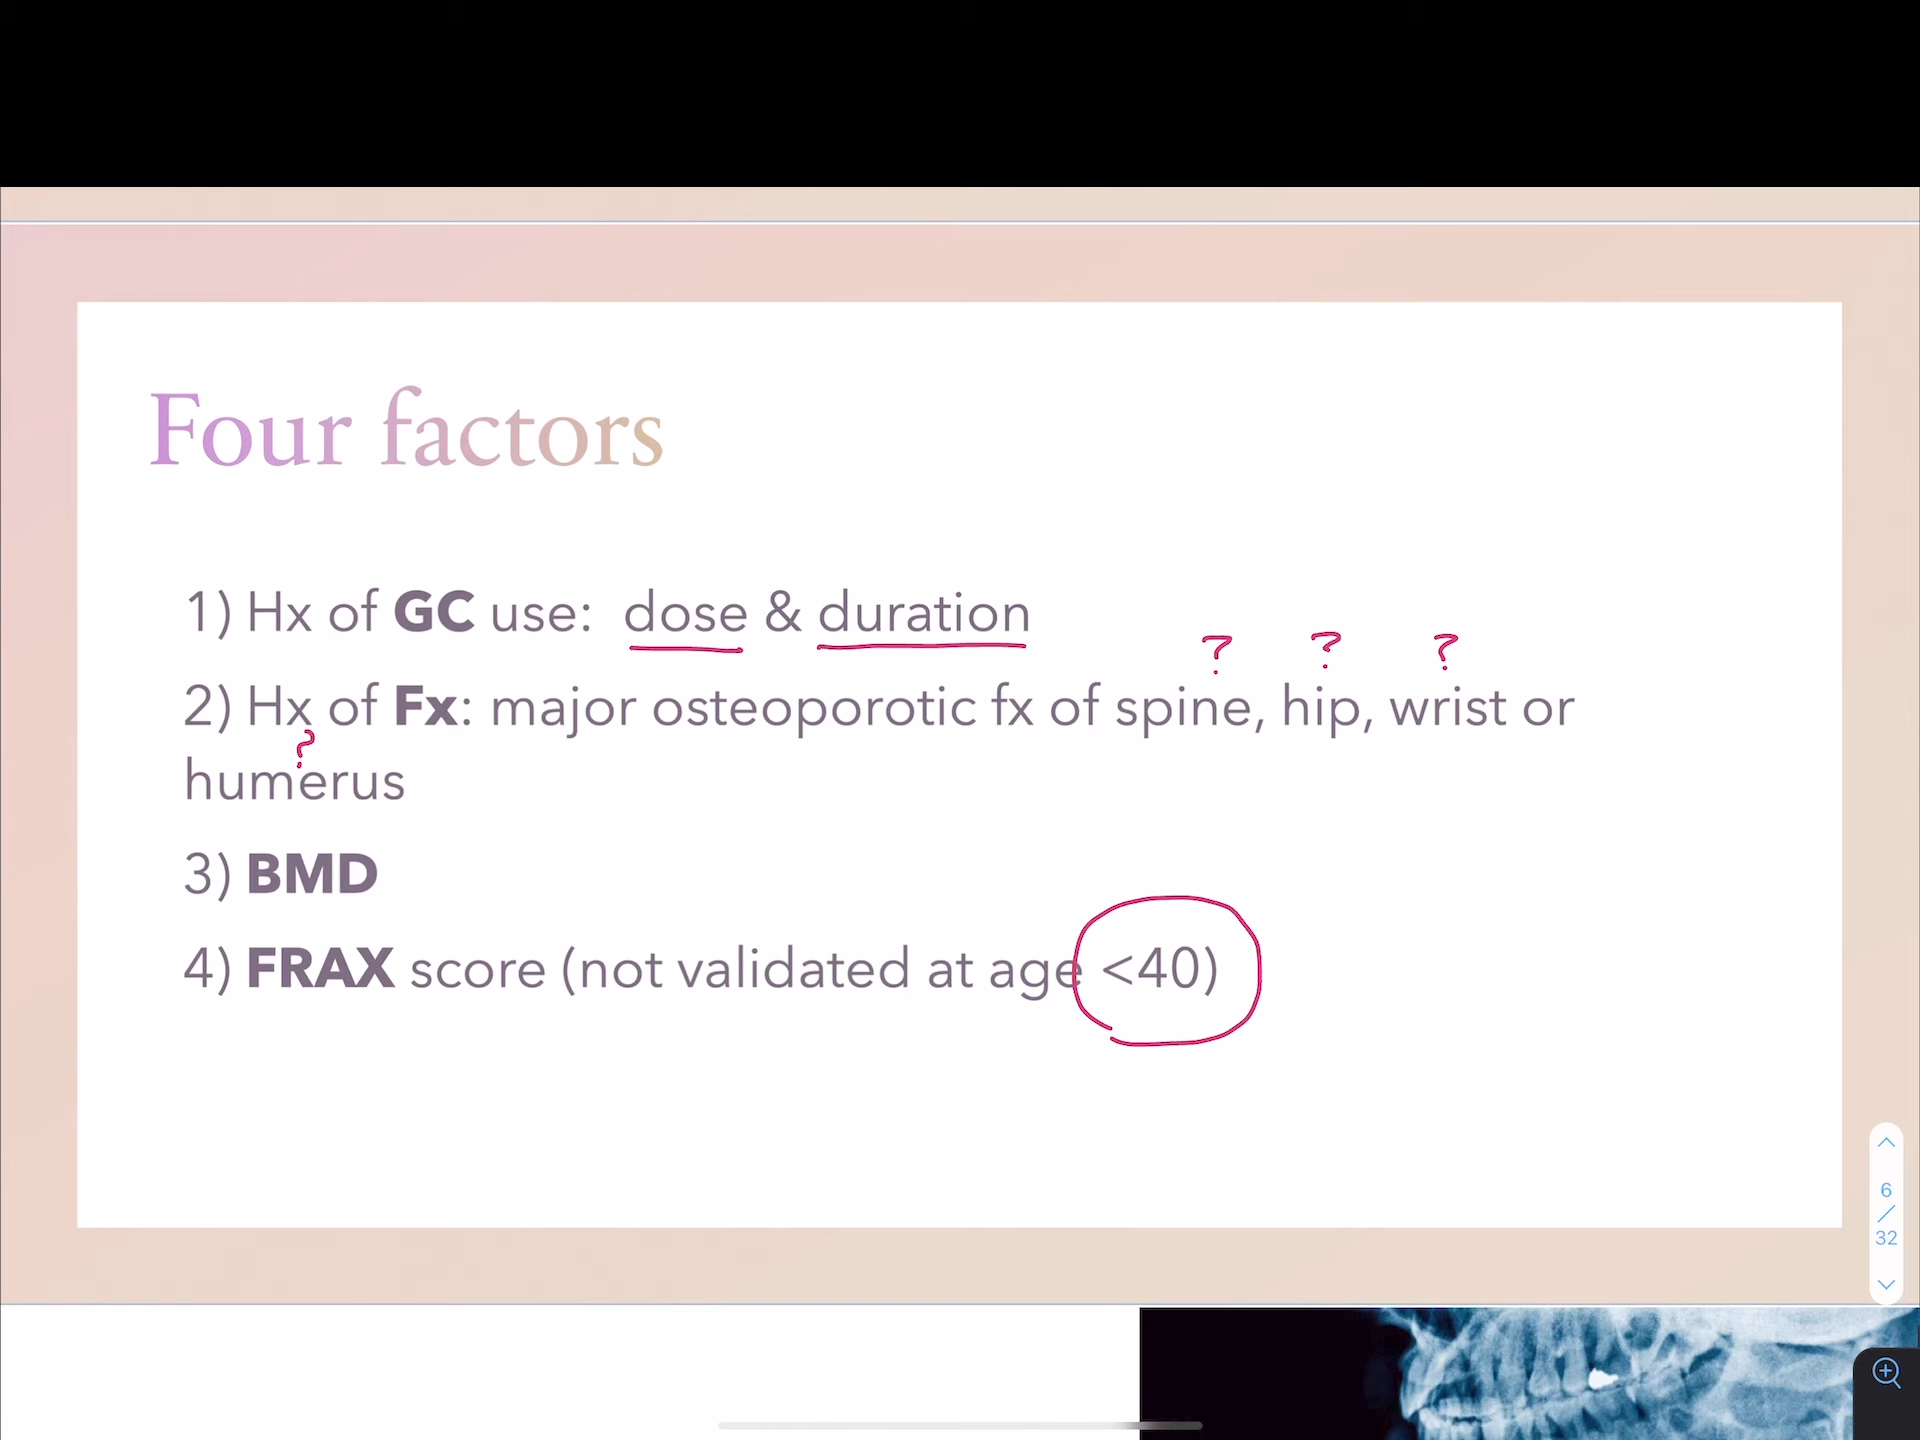 Four factors
1) Hx of GC use: dose & duration
? ? ?
2) Hx of Fx: major osteoporotic fx of spine, hip, wrist or
?
humerus
3) BMD
4) FRAX score (not validated at age <40)
6
/
32